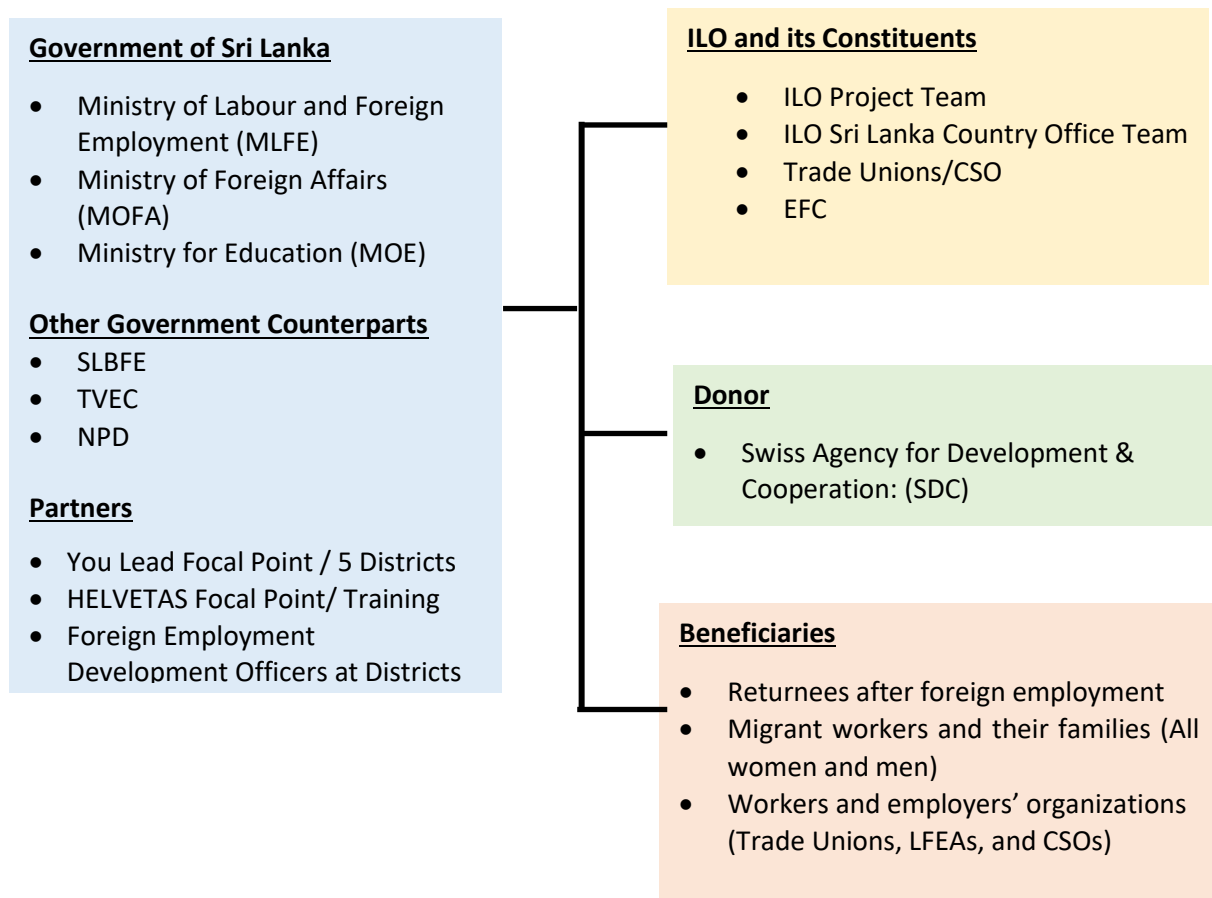 Government of Sri Lanka
• Ministry of Labour and Foreign
Employment (MLFE)
• Ministry of Foreign Affairs
(MOFA)
• Ministry for Education (MOE)
Other Government Counterparts
• SLBFE
• TVEC
• NPD
Partners
• You Lead Focal Point / 5 Districts
• HELVETAS Focal Point/ Training
• Foreign Employment
Development Officers at Districts
ILO and its Constituents
• ILO Project Team
• ILO Sri Lanka Country Office Team
• Trade Unions/CSO
• EFC
Donor
• Swiss Agency for Development &
Cooperation: (SDC)
Beneficiaries
• Returnees after foreign employment
• Migrant workers and their families (All
women and men)
• Workers and employers’ organizations
(Trade Unions, LFEAs, and CSOs)